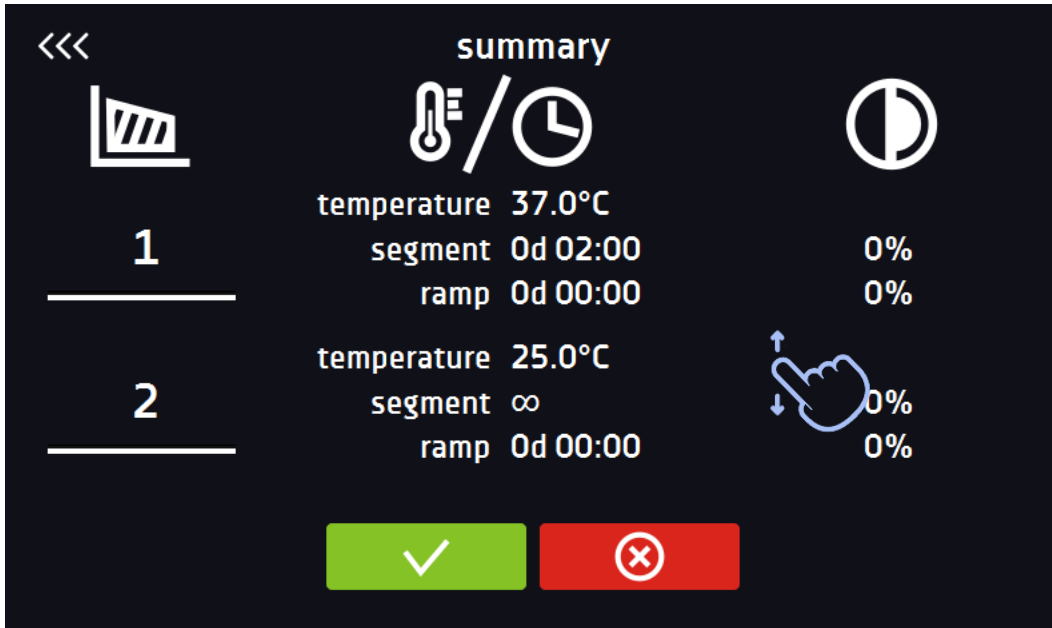 <<< summary
temperature 37.0°C
1 segment 0d 02:00 0%
ramp 0d 00:00 0%
temperature 25.0°C
2 segment ∞ 0%
ramp 0d 00:00 0%